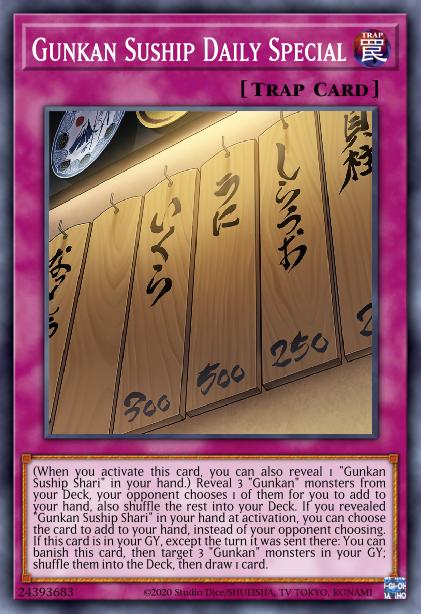 GUNKAN SUSHIP DAILY SPECIAL
TRAP
罠
[TRAP CARD]
なっとう
いくら
300
うに
500
しらうお
250
貝柱
2
(When you activate this card, you can also reveal 1 "Gunkan
Suship Shari" in your hand.) Reveal 3 "Gunkan" monsters from
your Deck, your opponent chooses 1 of them for you to add to
your hand, also shuffle the rest into your Deck. If you revealed
"Gunkan Suship Shari" in your hand at activation, you can choose
the card to add to your hand, instead of your opponent choosing.
If this card is in your GY, except the turn it was sent there: You can
banish this card, then target 3 "Gunkan" monsters in your GY;
shuffle them into the Deck, then draw 1 card.
24393683
©2020 Studio Dice/SHUEISHA, TV TOKYO, KONAMI